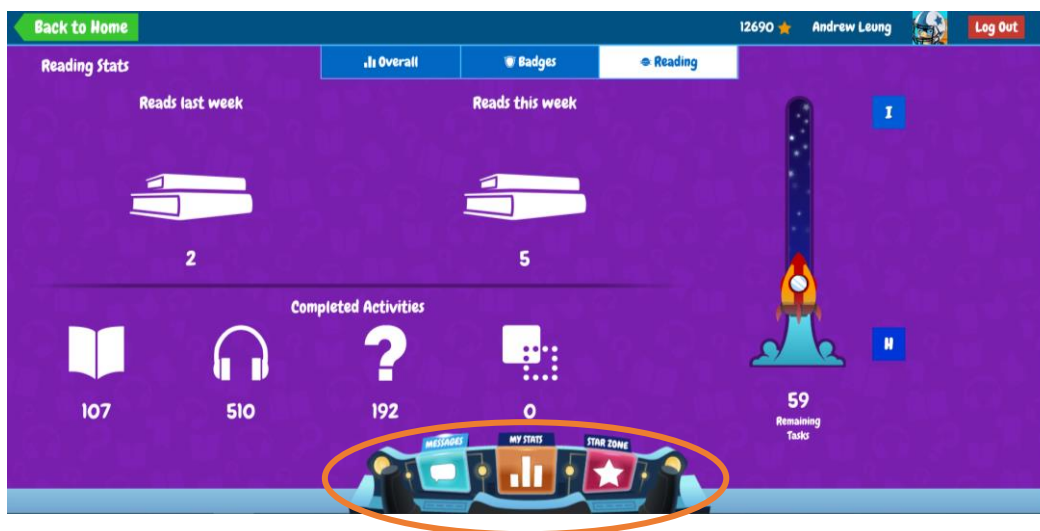 Back to Home
12690
Andrew Leung
Log Out
Reading Stats
Overall
Badges
Reading
Reads last week
Reads this week
2
5
I
Completed Activities
H
107
510
192
0
59
Remaining
Tasks
MESSAGES
MY STATS
STAR ZONE